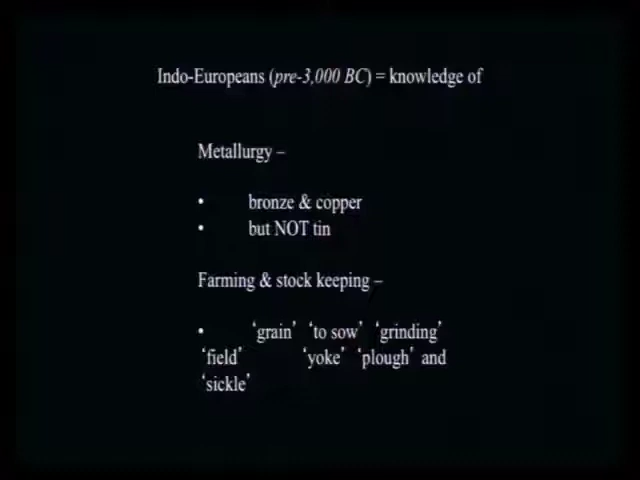 Indo-Europeans (pre-3,000 BC) = knowledge of
Metallurgy –
• bronze & copper
• but NOT tin
Farming & stock keeping –
• ‘grain’ ‘to sow’ ‘grinding’
‘field’ ‘yoke’ ‘plough’ and
‘sickle’